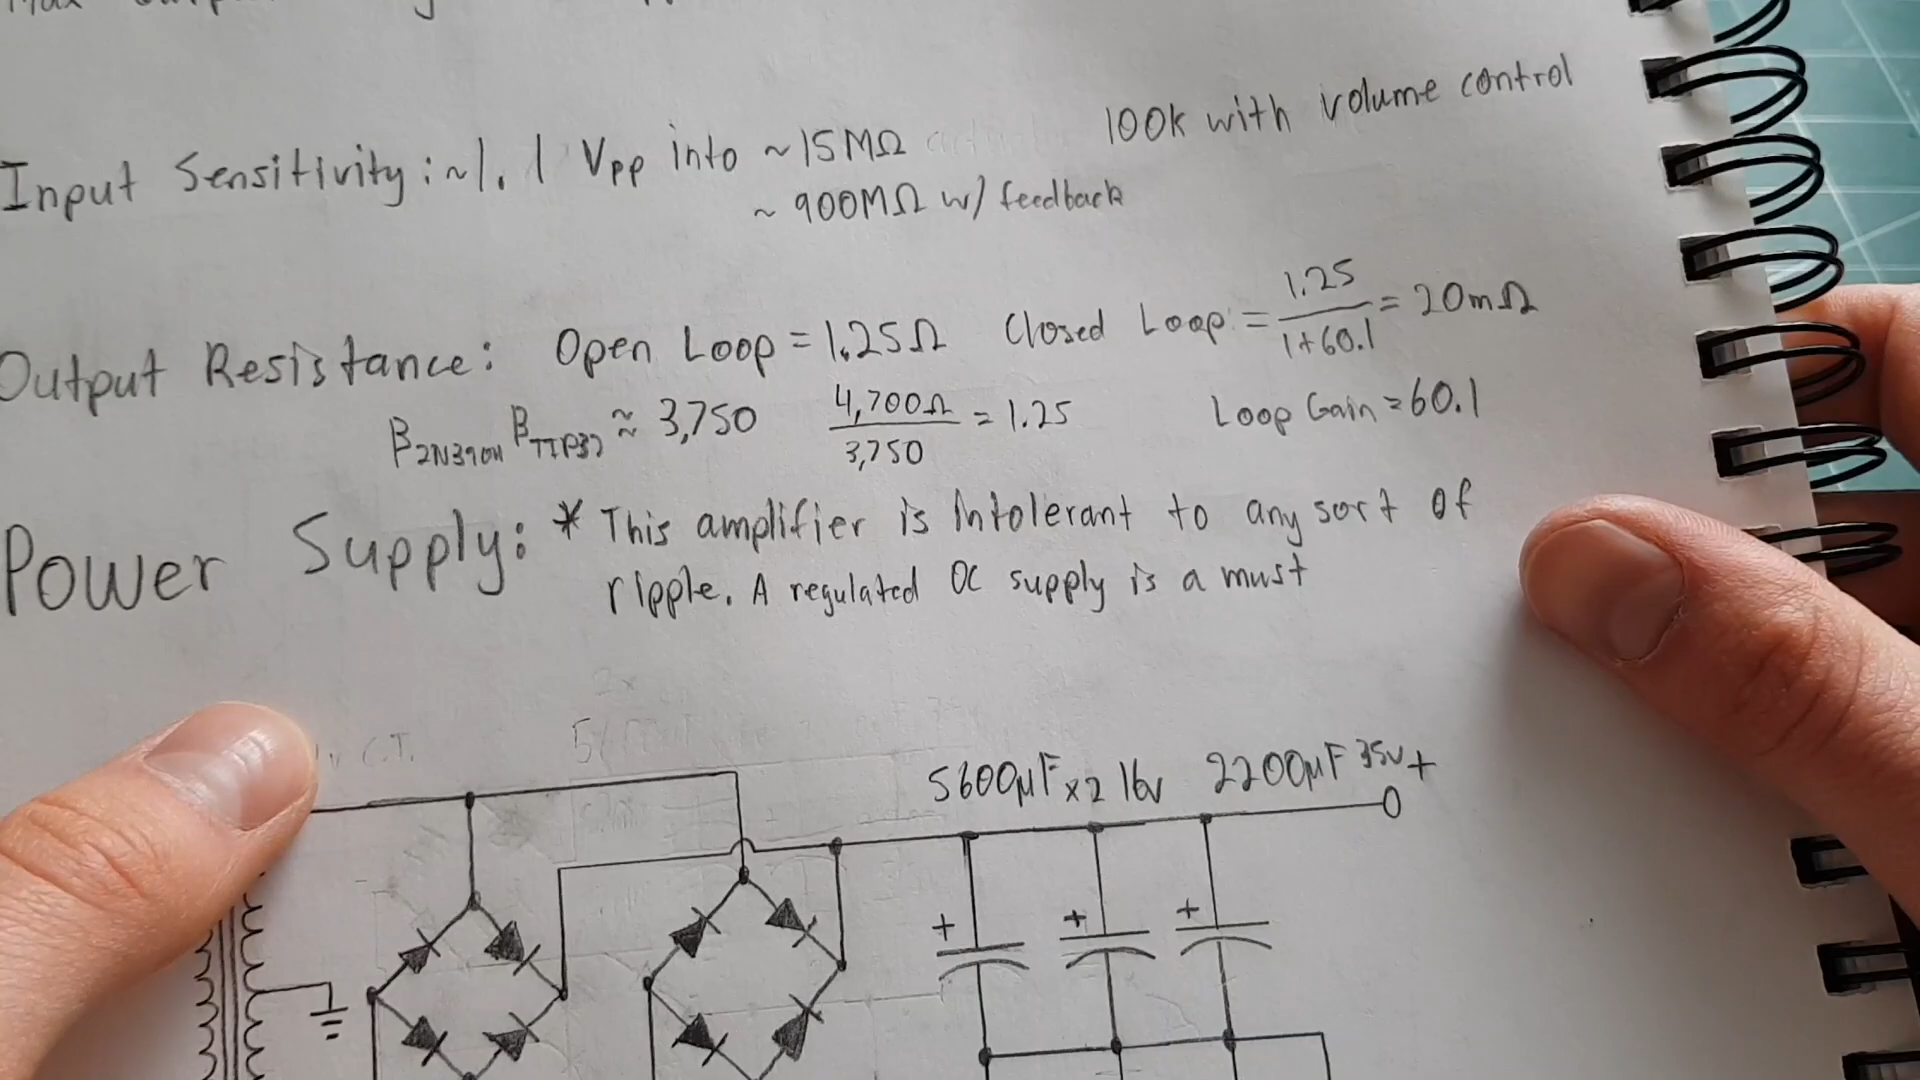 Input Sensitivity: ~1.1 Vpp into ~15MΩ 100k with volume control
~900MΩ w/ feedback
Output Resistance: Open Loop = 1.25Ω Closed Loop = 1.25 / 1+60.1 = 20mΩ
β2N3904 βTIP32 ≈ 3,750 4,700Ω / 3,750 = 1.25 Loop Gain = 60.1
Power Supply: * This amplifier is intolerant to any sort of
ripple. A regulated DC supply is a must
C.T.
5600µF x2 16v 2200µF 35v +
+ + +